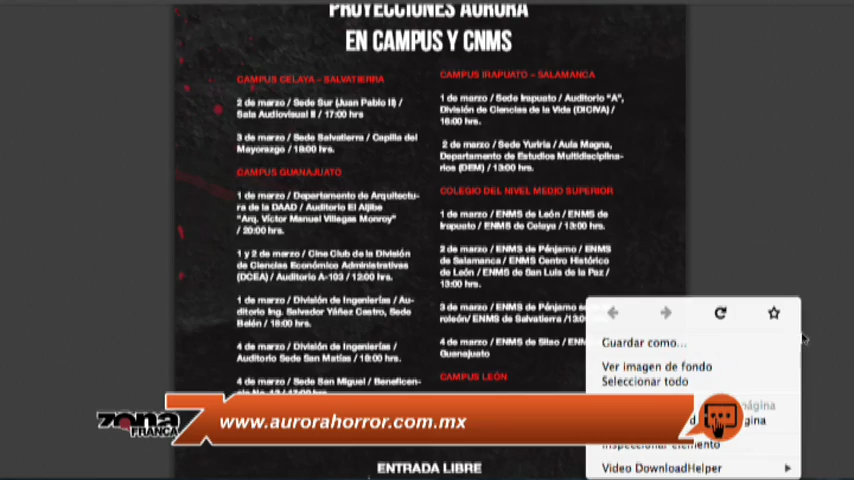 PROYECCIONES AURORA
EN CAMPUS Y CNMS
CAMPUS CELAYA – SALVATIERRA
2 de marzo / Sede Sur (Juan Pablo II) /
Sala Audiovisual II / 17:00 hrs
3 de marzo / Sede Salvatierra / Capilla del
Mayorazgo / 18:00 hrs.
CAMPUS GUANAJUATO
1 de marzo / Departamento de Arquitectu-
ra de la DAAD / Auditorio El Aljibe
"Arq. Víctor Manuel Villegas Monroy"
/ 20:00 hrs.
1 y 2 de marzo / Cine Club de la División
de Ciencias Económico Administrativas
(DCEA) / Auditorio A-103 / 12:00 hrs.
1 de marzo / División de Ingenierías / Au-
ditorio Ing. Salvador Yáñez Castro, Sede
Belén / 18:00 hrs.
4 de marzo / División de Ingenierías /
Auditorio Sede San Matías / 18:00 hrs.
4 de marzo / Sede San Miguel / Beneficen-
CAMPUS IRAPUATO – SALAMANCA
1 de marzo / Sede Irapuato / Auditorio "A",
División de Ciencias de la Vida (DICIVA) /
16:00 hrs.
2 de marzo / Sede Yuriria / Aula Magna,
Departamento de Estudios Multidisciplina-
rios (DEM) / 13:00 hrs.
COLEGIO DEL NIVEL MEDIO SUPERIOR
1 de marzo / ENMS de León / ENMS de
Irapuato / ENMS de Celaya / 13:00 hrs.
2 de marzo / ENMS de Pénjamo / ENMS
de Salamanca / ENMS Centro Histórico
de León / ENMS de San Luis de la Paz /
13:00 hrs.
3 de marzo / ENMS de Pénjamo
roleón/ ENMS de Salvatierra /13:0
4 de marzo / ENMS de Silao / ENM
Guanajuato
CAMPUS LEÓN
Guardar como...
Ver imagen de fondo
Seleccionar todo
página
gina
Inspeccionar elemento
Video DownloadHelper
zona
FRANCA
www.aurorahorror.com.mx
ENTRADA LIBRE